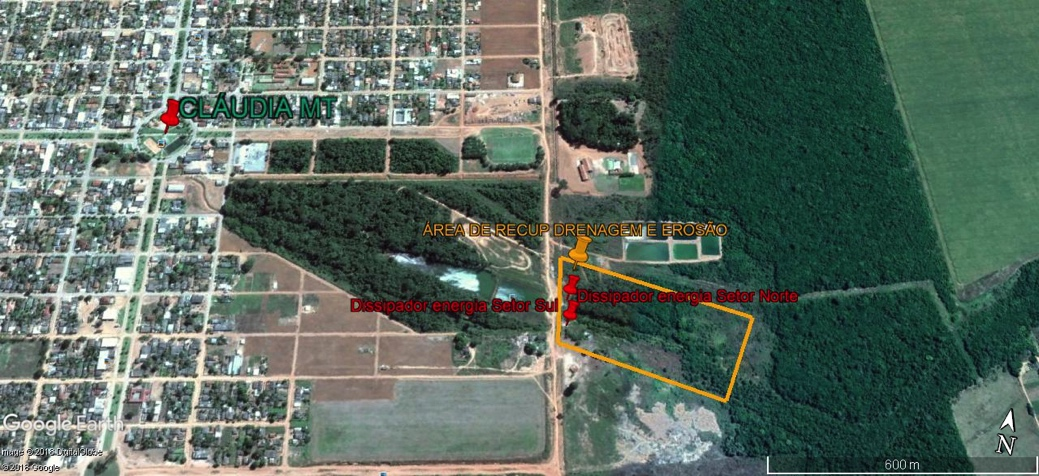 CLÁUDIA MT
ÁREA DE RECUP DRENAGEM E EROSÃO
Dissipador energia Setor Norte
Dissipador energia Setor Sul
Google Earth
Image © 2018 DigitalGlobe
© 2018 Google
N
600 m